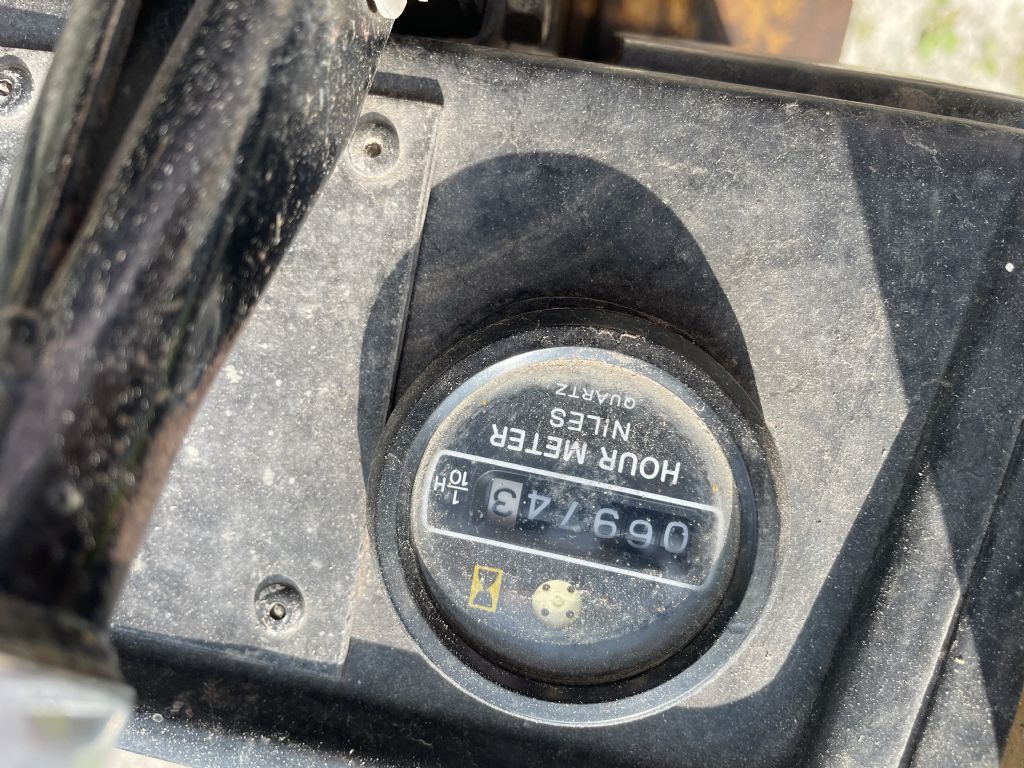 069743 1/10 H
HOUR METER
NILES
QUARTZ